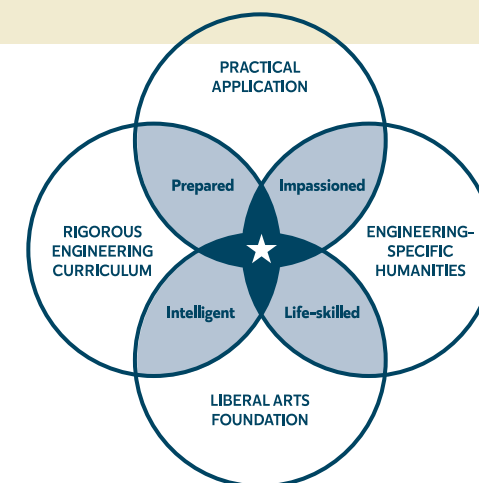 PRACTICAL
APPLICATION
Prepared
Impassioned
RIGOROUS
ENGINEERING
CURRICULUM
ENGINEERING-
SPECIFIC
HUMANITIES
Intelligent
Life-skilled
LIBERAL ARTS
FOUNDATION